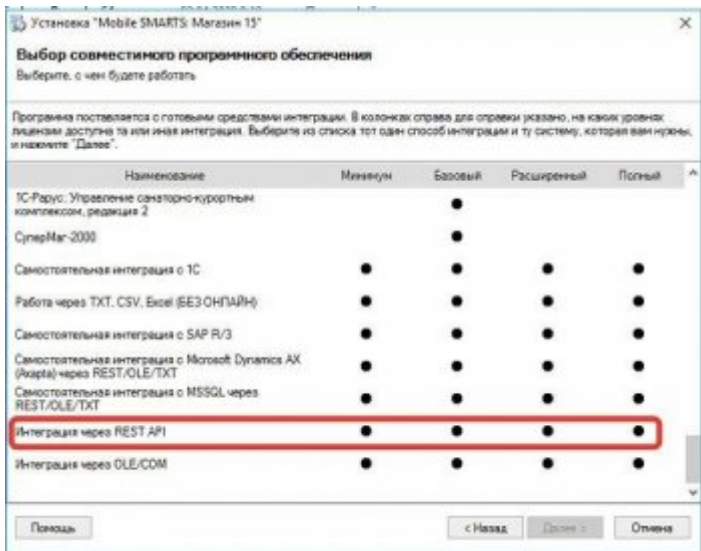 Установка "Mobile SMARTS: Магазин 15"
Выбор совместимого программного обеспечения
Выберите, с чем будете работать
Программа поставляется с готовыми средствами интеграции. В колонках справа для справки указано, на каких уровнях
лицензии доступна та или иная интеграция. Выберите из списка тот один способ интеграции и ту систему, которая вам нужны,
и нажмите "Далее".
Наименование Минимум Базовый Расширенный Полный
1С-Рарус: Управление санаторно-курортным
комплексом, редакция 2
СуперМаг-2000
Самостоятельная интеграция с 1С
Работа через TXT, CSV, Excel (БЕЗ ОНЛАЙН)
Самостоятельная интеграция с SAP R/3
Самостоятельная интеграция с Microsoft Dynamics AX
(Axapta) через REST/OLE/TXT
Самостоятельная интеграция с MSSQL через
REST/OLE/TXT
Интеграция через REST API
Интеграция через OLE/COM
Помощь < Назад Далее > Отмена